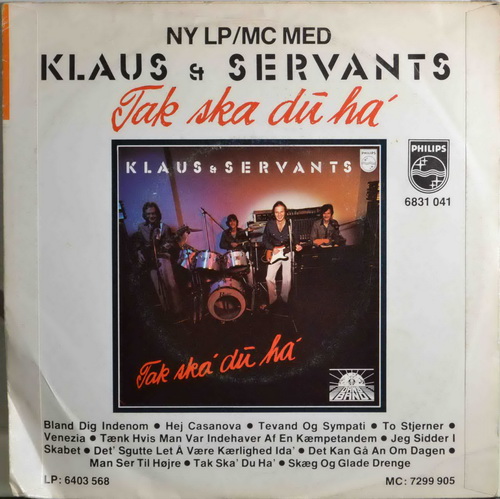 NY LP/MC MED
KLAUS & SERVANTS
Tak ska dū ha´
PHILIPS
6831 041
KLAUS & SERVANTS
PHILIPS
Tak ska´ dū ha´
Bland Dig Indenom • Hej Casanova • Tevand Og Sympati • To Stjerner •
Venezia • Tænk Hvis Man Var Indehaver Af En Kæmpetandem • Jeg Sidder I
Skabet • Det' Sgutte Let Å Være Kærlighed Ida' • Det Kan Gå An Om Dagen •
Man Ser Til Højre • Tak Ska' Du Ha' • Skæg Og Glade Drenge
LP: 6403 568
MC: 7299 905